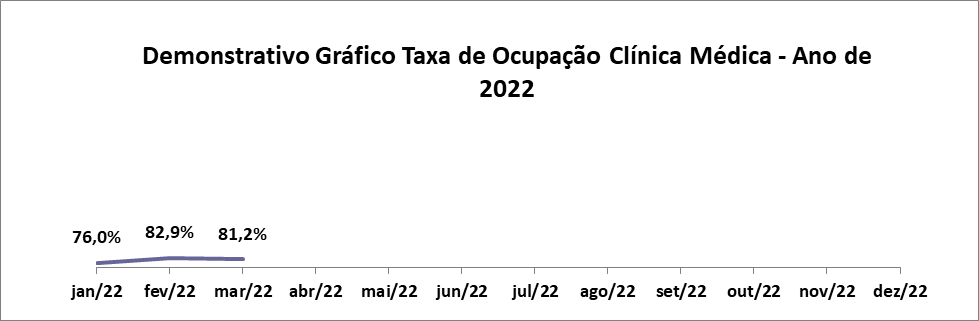 Demonstrativo Gráfico Taxa de Ocupação Clínica Médica - Ano de
2022
76,0% 82,9% 81,2%
jan/22 fev/22 mar/22 abr/22 mai/22 jun/22 jul/22 ago/22 set/22 out/22 nov/22 dez/22